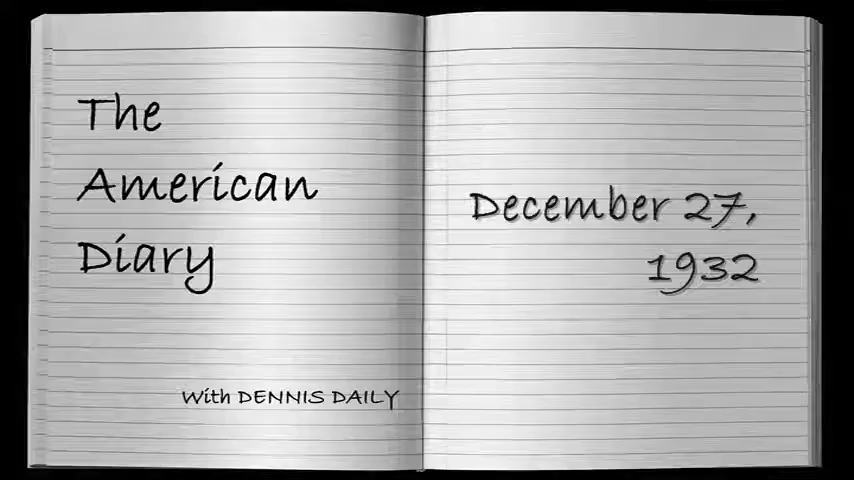 The
American
Diary
With DENNIS DAILY
December 27,
1932